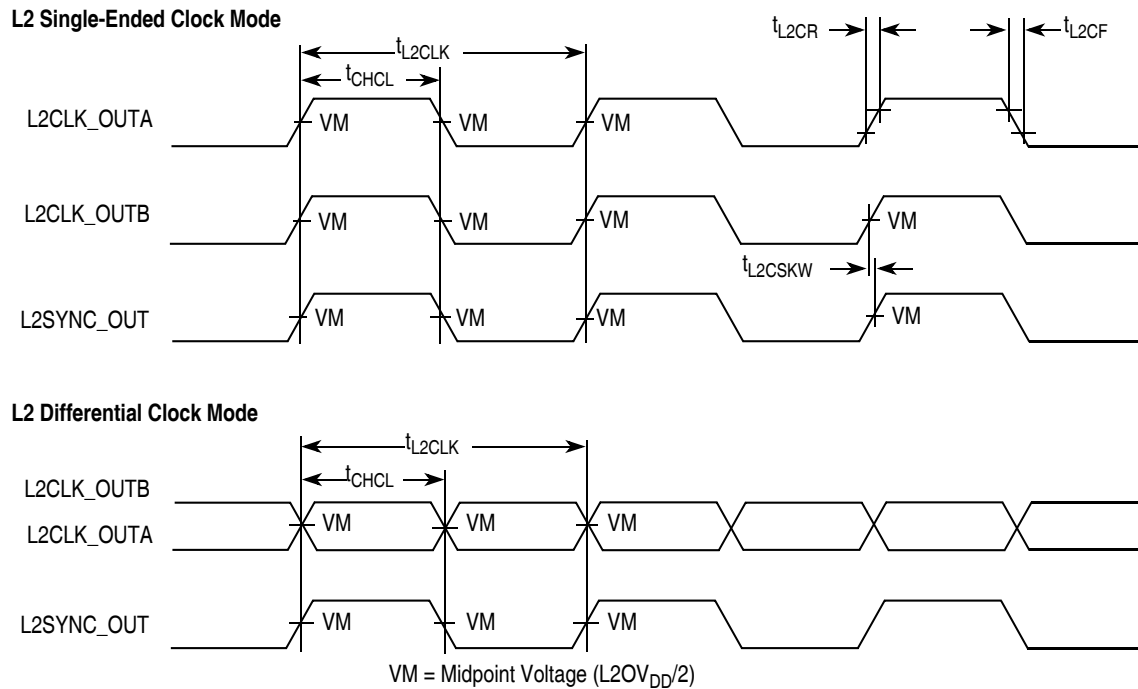 L2 Single-Ended Clock Mode
tL2CR
tL2CF
tL2CLK
tCHCL
L2CLK_OUTA
VM
VM
VM
L2CLK_OUTB
VM
VM
VM
VM
tL2CSKW
L2SYNC_OUT
VM
VM
VM
VM
L2 Differential Clock Mode
tL2CLK
tCHCL
L2CLK_OUTB
L2CLK_OUTA
VM
VM
VM
L2SYNC_OUT
VM
VM
VM
VM = Midpoint Voltage (L2OVDD/2)